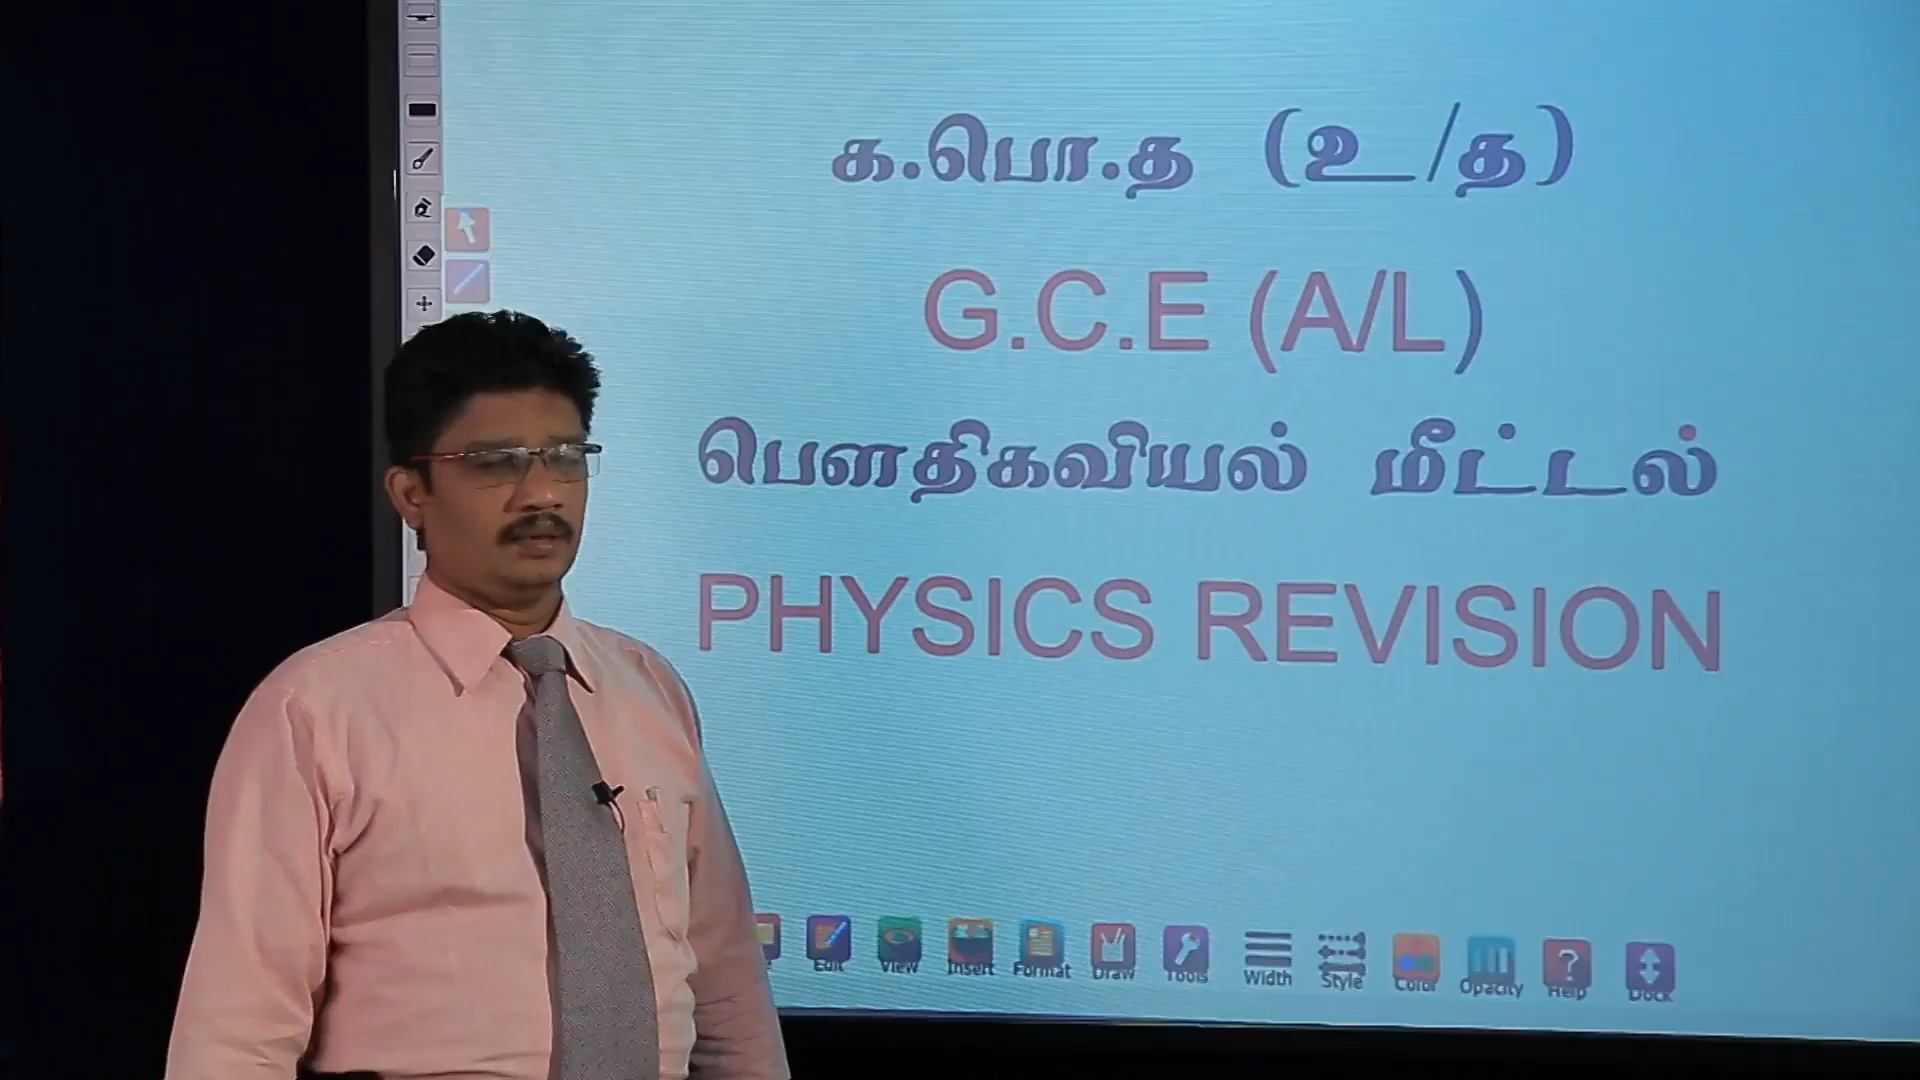 க.பொ.த (உ/த)
G.C.E (A/L)
பௌதிகவியல் மீட்டல்
PHYSICS REVISION
Edit View Insert Format Draw Tools Width Style Color Opacity Help Dock